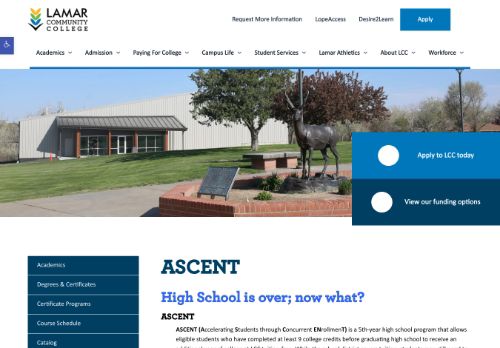 LAMAR
COMMUNITY
COLLEGE
Request More Information
LopeAccess
Desire2Learn
Apply
Academics
Admission
Paying For College
Campus Life
Student Services
Lamar Athletics
About LCC
Workforce
Apply to LCC today
View our funding options
Academics
Degrees & Certificates
Certificate Programs
Course Schedule
Catalog
ASCENT
High School is over; now what?
ASCENT
ASCENT (Accelerating Students through Concurrent ENrollmenT) is a 5th-year high school program that allows
eligible students who have completed at least 9 college credits before graduating high school to receive an